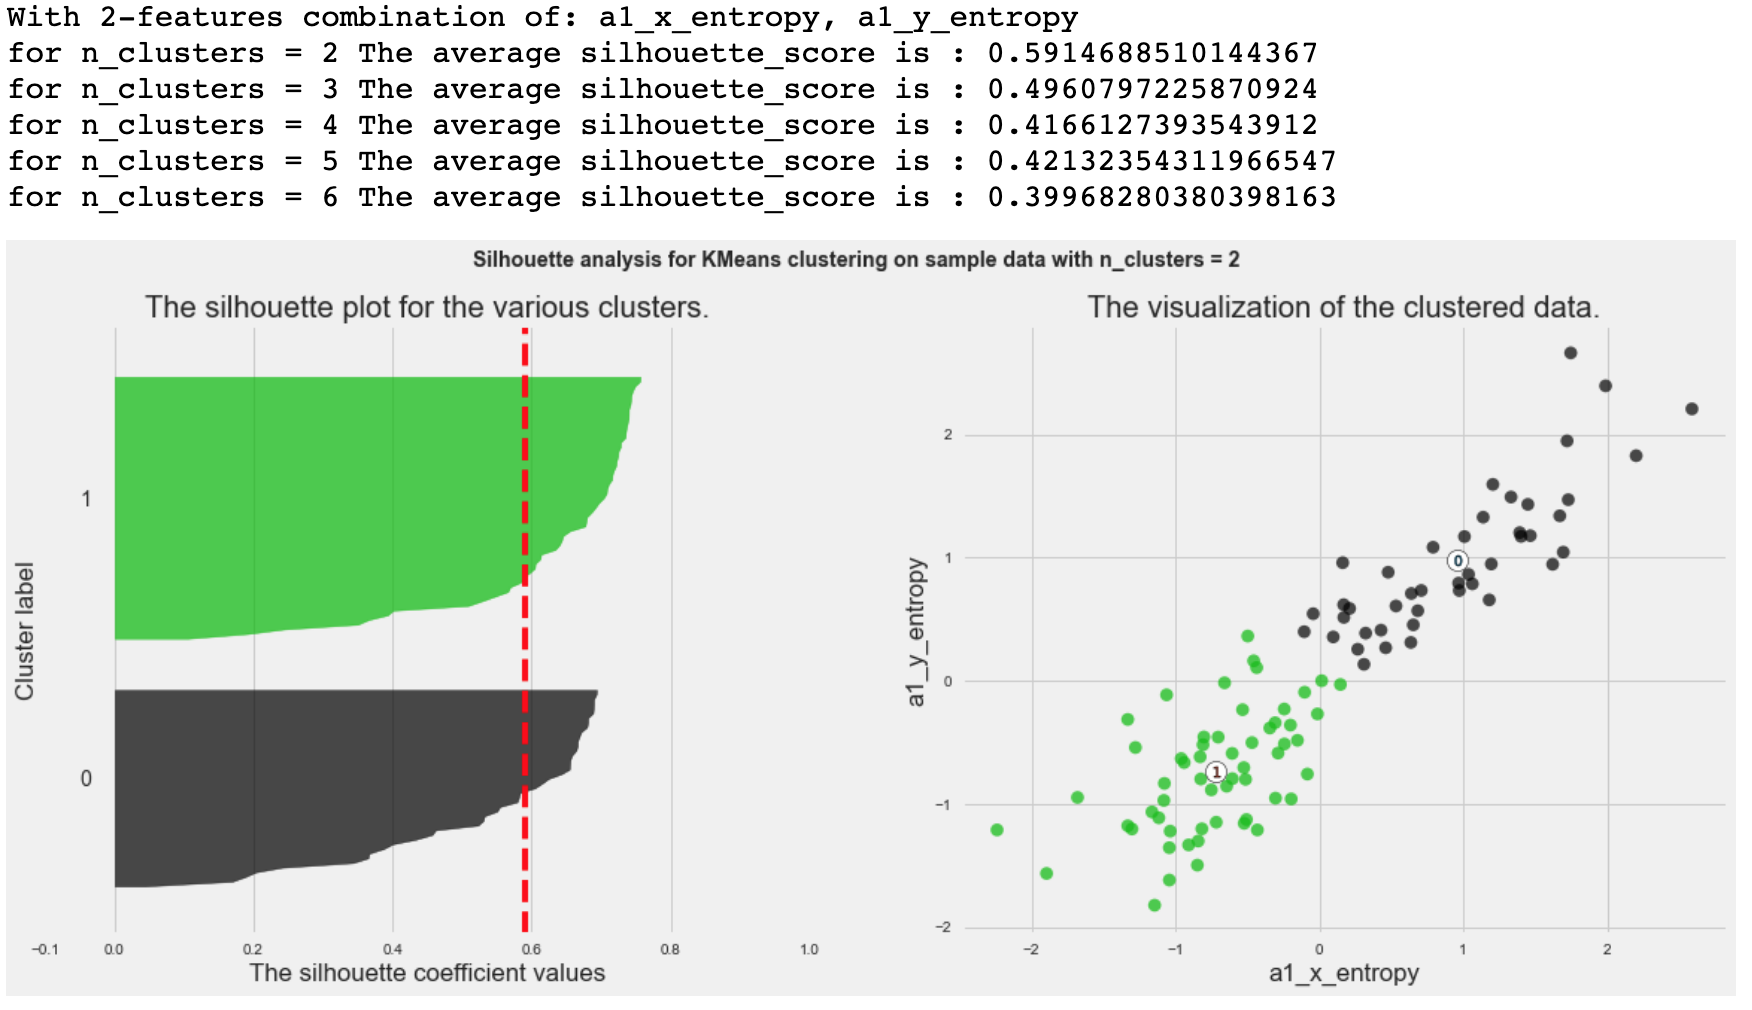 With 2-features combination of: a1_x_entropy, a1_y_entropy
for n_clusters = 2 The average silhouette_score is : 0.5914688510144367
for n_clusters = 3 The average silhouette_score is : 0.4960797225870924
for n_clusters = 4 The average silhouette_score is : 0.4166127393543912
for n_clusters = 5 The average silhouette_score is : 0.42132354311966547
for n_clusters = 6 The average silhouette_score is : 0.39968280380398163
Silhouette analysis for KMeans clustering on sample data with n_clusters = 2
The silhouette plot for the various clusters.
Cluster label
1
0
−0.1 0.0 0.2 0.4 0.6 0.8 1.0
The silhouette coefficient values
The visualization of the clustered data.
a1_y_entropy
2
1
0
−1
−2
0
1
−2 −1 0 1 2
a1_x_entropy